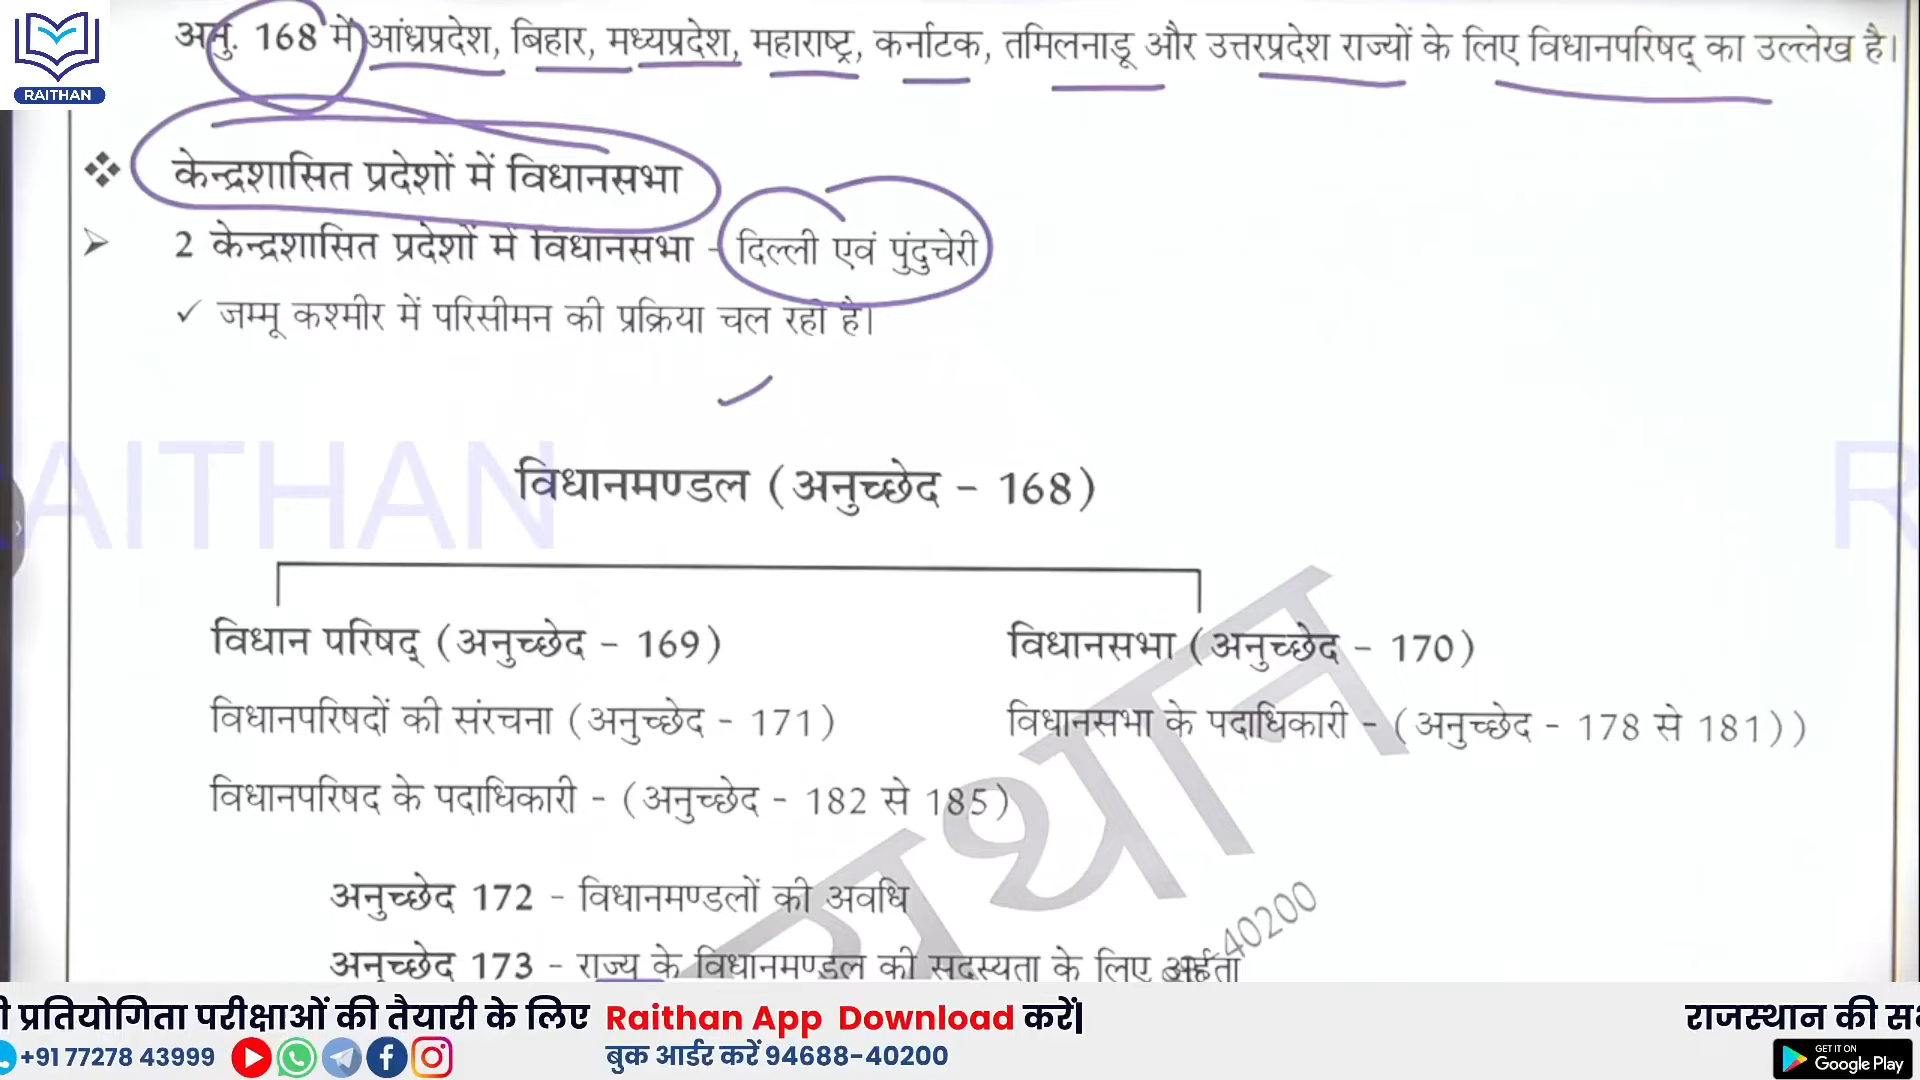 RAITHAN
अनु. 168 में आंध्रप्रदेश, बिहार, मध्यप्रदेश, महाराष्ट्र, कर्नाटक, तमिलनाडू और उत्तरप्रदेश राज्यों के लिए विधानपरिषद् का उल्लेख है।
❖ केन्द्रशासित प्रदेशों में विधानसभा
➢ 2 केन्द्रशासित प्रदेशों में विधानसभा - दिल्ली एवं पुंदुचेरी
✓ जम्मू कश्मीर में परिसीमन की प्रक्रिया चल रही है।
RAITHAN
विधानमण्डल (अनुच्छेद - 168)
विधान परिषद् (अनुच्छेद - 169) विधानसभा (अनुच्छेद - 170)
विधानपरिषदों की संरचना (अनुच्छेद - 171) विधानसभा के पदाधिकारी - (अनुच्छेद - 178 से 181))
विधानपरिषद के पदाधिकारी - (अनुच्छेद - 182 से 185)
अनुच्छेद 172 - विधानमण्डलों की अवधि
अनुच्छेद 173 - राज्य के विधानमण्डल की सदस्यता के लिए अर्हता
40200
प्रतियोगिता परीक्षाओं की तैयारी के लिए Raithan App Download करें| राजस्थान की
+91 77278 43999 बुक आर्डर करें 94688-40200
GET IT ON
Google Play